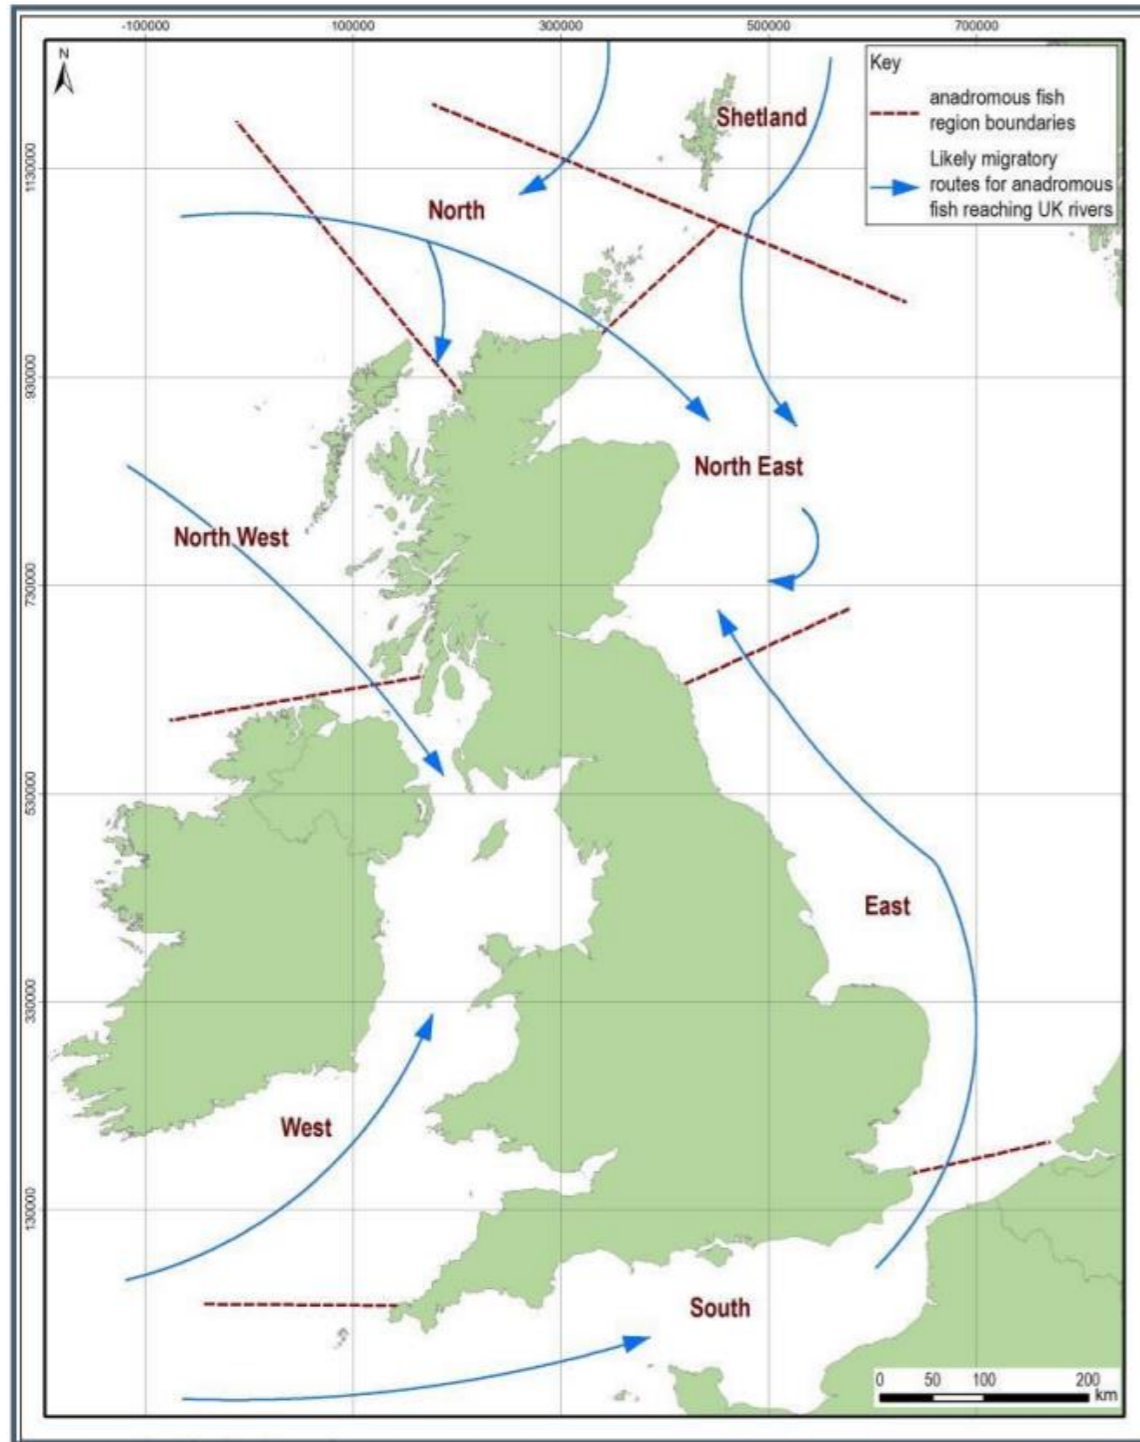 -100000 100000 300000 500000 700000
N
Key
anadromous fish
region boundaries
Likely migratory
routes for anadromous
fish reaching UK rivers
Shetland
1130000
North
930000
North East
North West
730000
530000
East
330000
West
130000
South
0 50 100 200
km